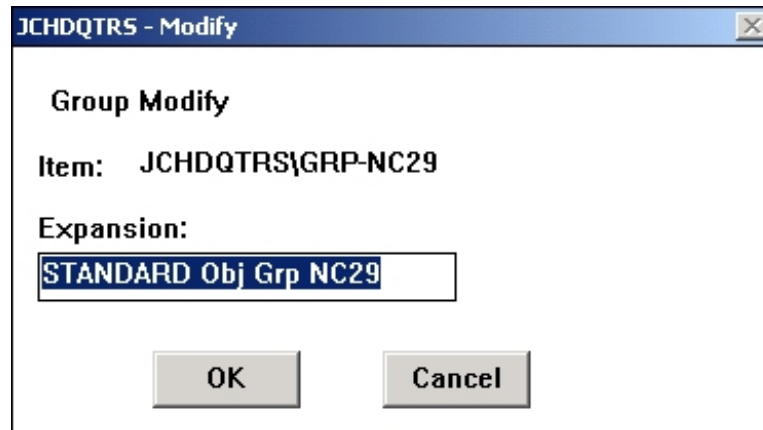 JCHDQTRS - Modify
Group Modify
Item: JCHDQTRS\GRP-NC29
Expansion:
STANDARD Obj Grp NC29
OK Cancel